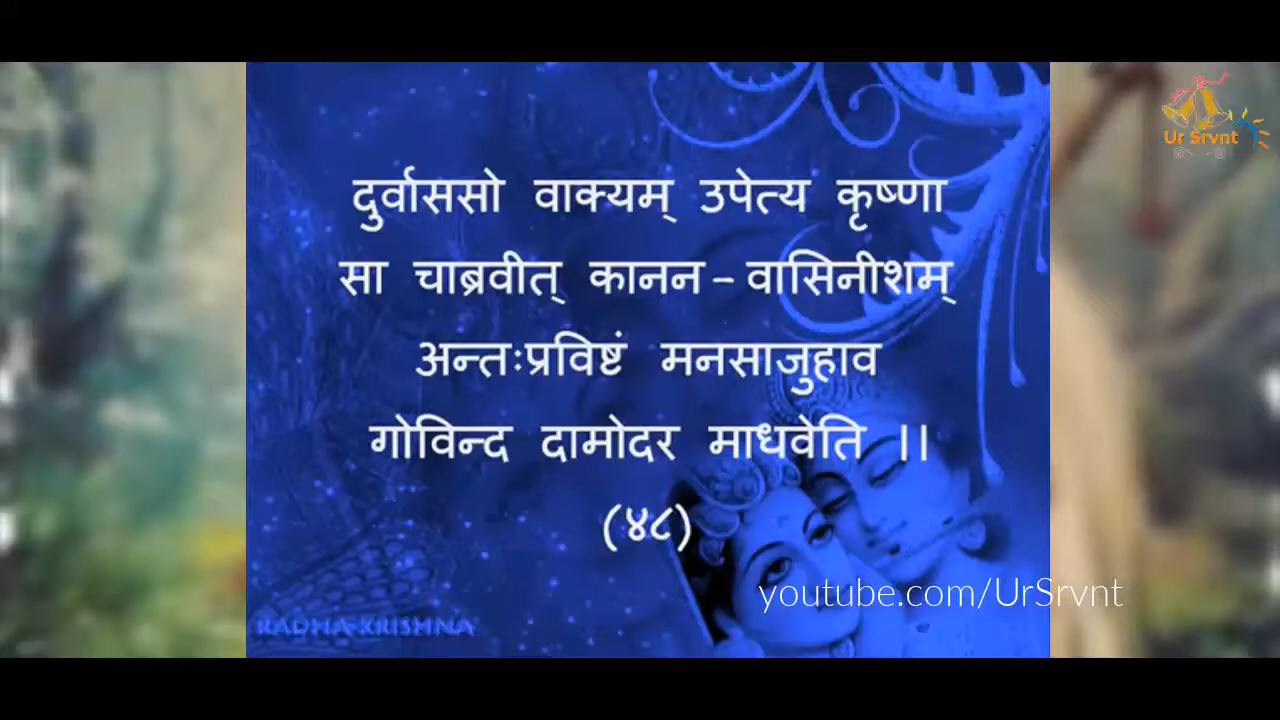 Ur Srvnt
दुर्वाससो वाक्यम् उपेत्य कृष्णा
सा चाब्रवीत् कानन - वासिनीशम्
अन्तःप्रविष्टं मनसाजुहाव
गोविन्द दामोदर माधवेति ।।
(४८)
youtube.com/UrSrvnt
RADHA-KRISHNA